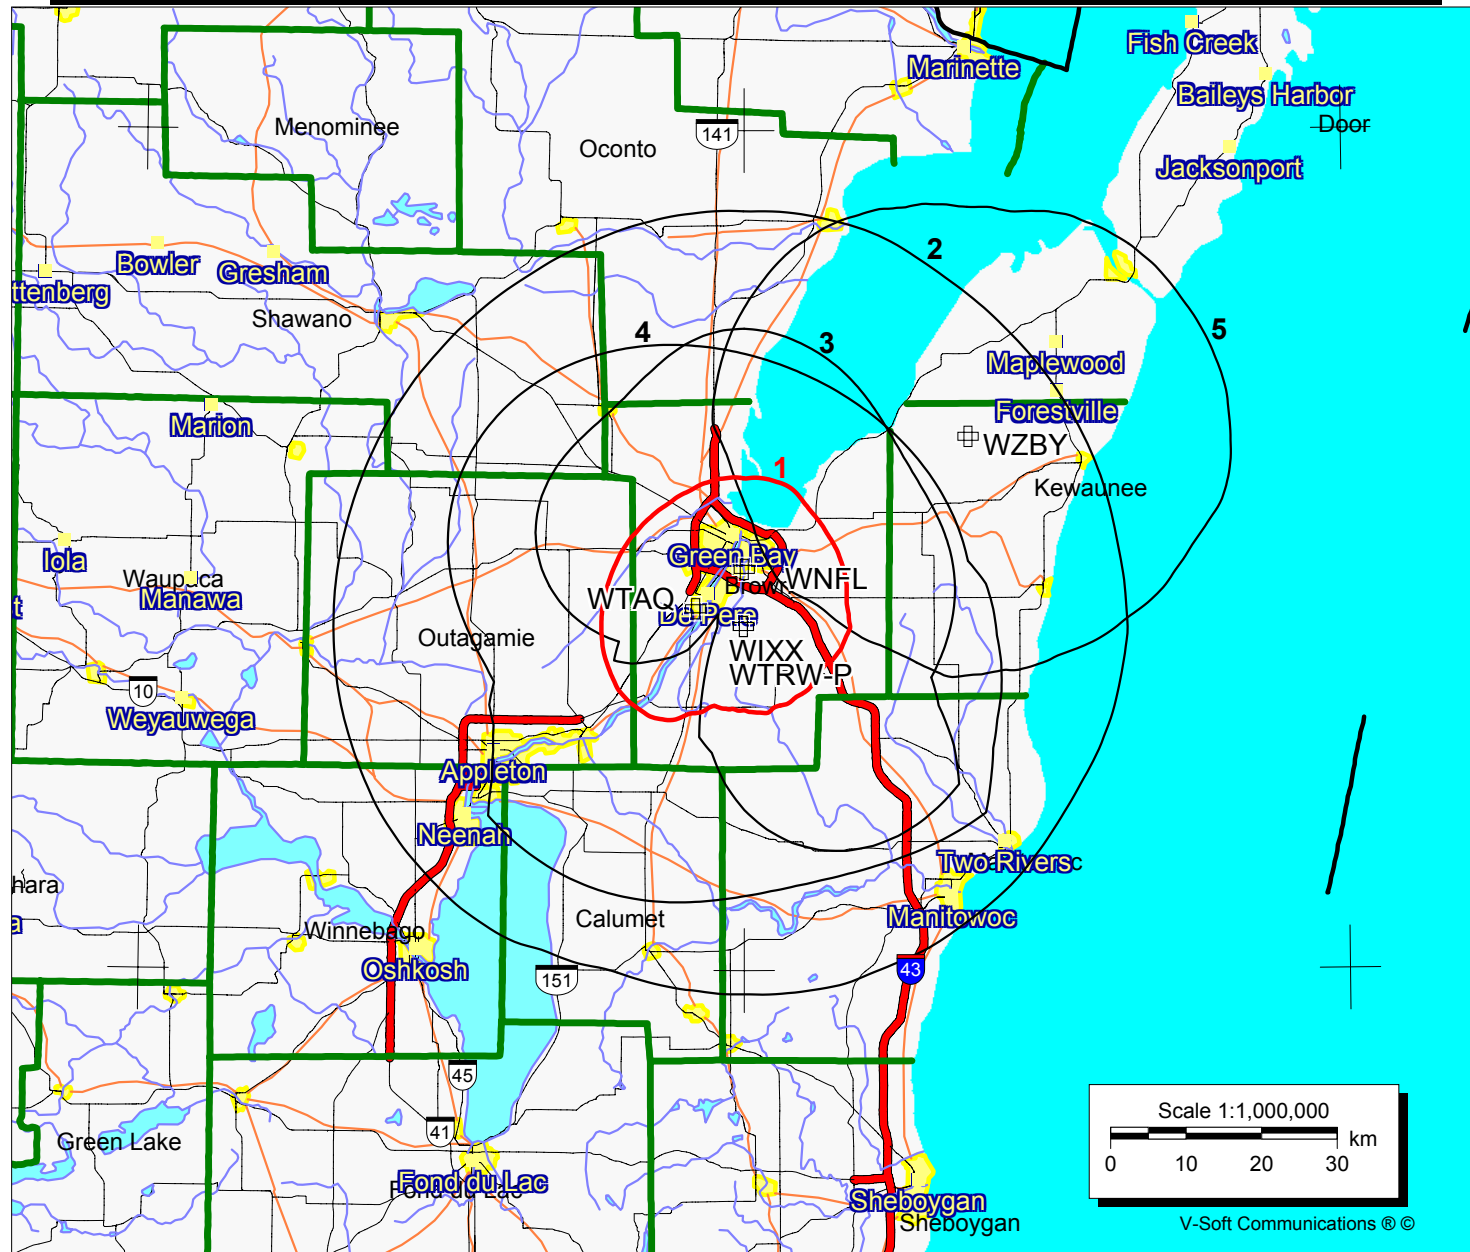 Fish Creek
Marinette
Baileys Harbor
Door
Menominee
141
Oconto
Jacksonport
2
Bowler
Gresham
ttenberg
Shawano
4
3
5
Maplewood
Forestville
Marion
WZBY
1
Kewaunee
Green Bay
Iola
Waupaca
Manawa
WNFL
WTAQ
De Pere
t
Outagamie
WIXX
WTRW-P
10
Weyauwega
Appleton
Neenah
Two Rivers
hara
Calumet
Manitowoc
a
Winnebago
Oshkosh
43
151
45
41
Scale 1:1,000,000
km
0 10 20 30
Green Lake
Fond du Lac
Fond du Lac
Sheboygan
Sheboygan
V-Soft Communications ® ©